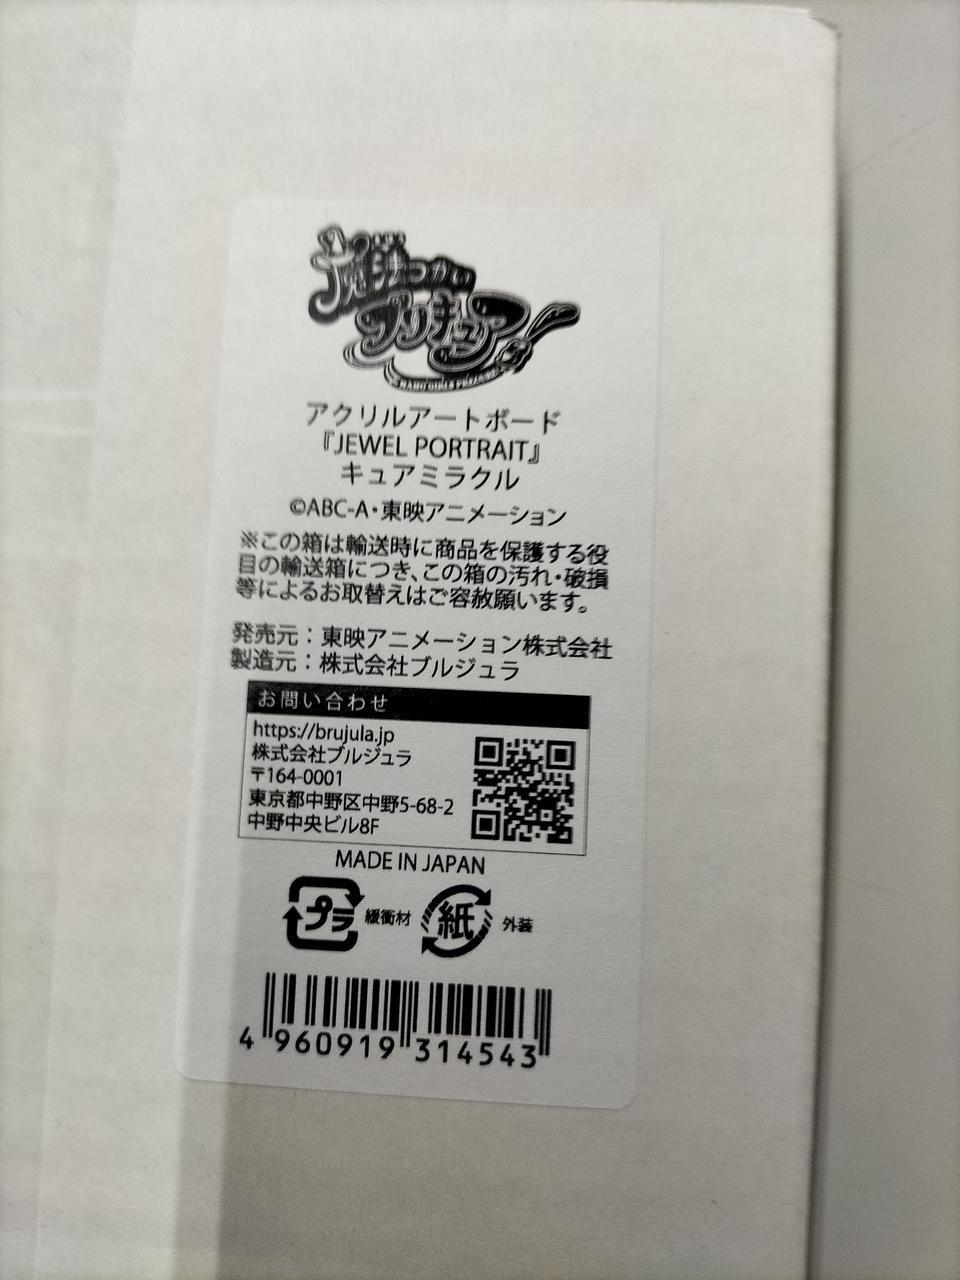 魔法つかい
プリキュア
アクリルアートボード
『JEWEL PORTRAIT』
キュアミラクル
©ABC-A・東映アニメーション
※この箱は輸送時に商品を保護する役
目の輸送箱につき、この箱の汚れ・破損
等によるお取替えはご容赦願います。
発売元：東映アニメーション株式会社
製造元：株式会社ブルジュラ
お問い合わせ
https://brujula.jp
株式会社ブルジュラ
〒164-0001
東京都中野区中野5-68-2
中野中央ビル8F
MADE IN JAPAN
プラ 緩衝材 紙 外装
4 960919 314543